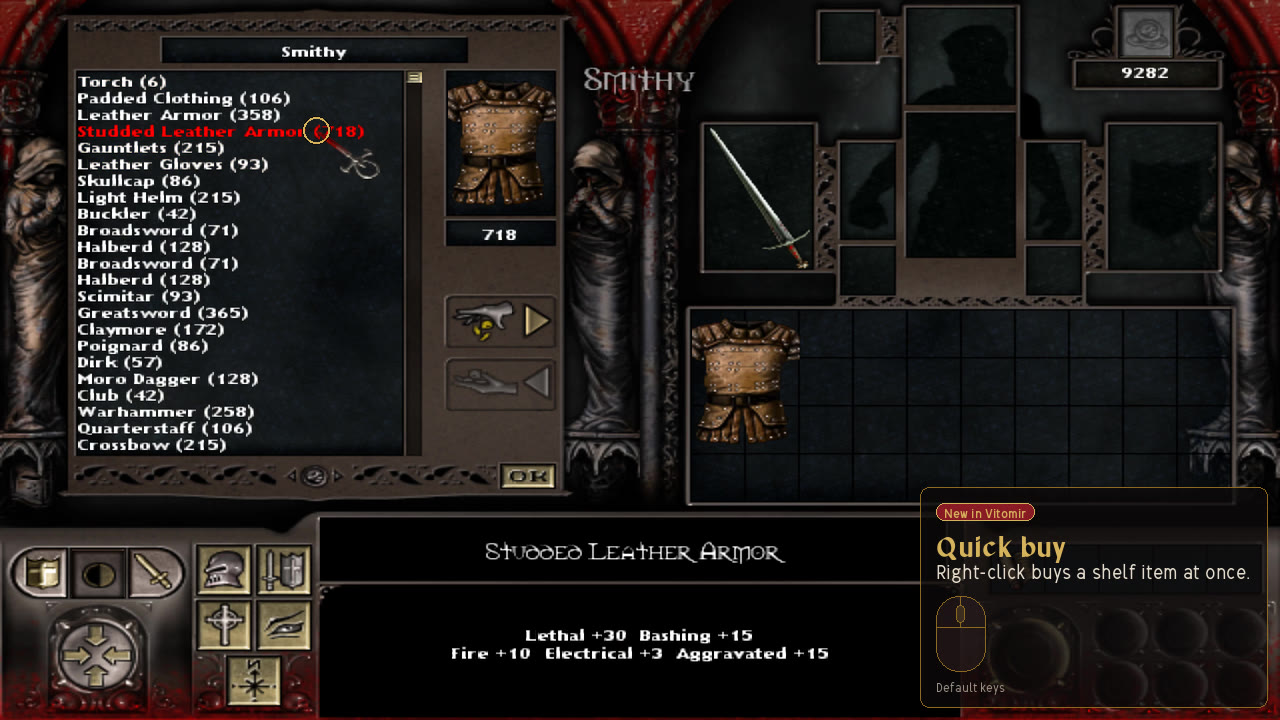 Smithy
Torch (6)
Padded Clothing (106)
Leather Armor (358)
Studded Leather Armor (718)
Gauntlets (215)
Leather Gloves (93)
Skullcap (86)
Light Helm (215)
Buckler (42)
Broadsword (71)
Halberd (128)
Broadsword (71)
Halberd (128)
Scimitar (93)
Greatsword (365)
Claymore (172)
Poignard (86)
Dirk (57)
Moro Dagger (128)
Club (42)
Warhammer (258)
Quarterstaff (106)
Crossbow (215)
718
OK
Smithy
9282
Studded Leather Armor
Lethal +30 Bashing +15
Fire +10 Electrical +3 Aggravated +15
New in Vitomir
Quick buy
Right-click buys a shelf item at once.
Default keys